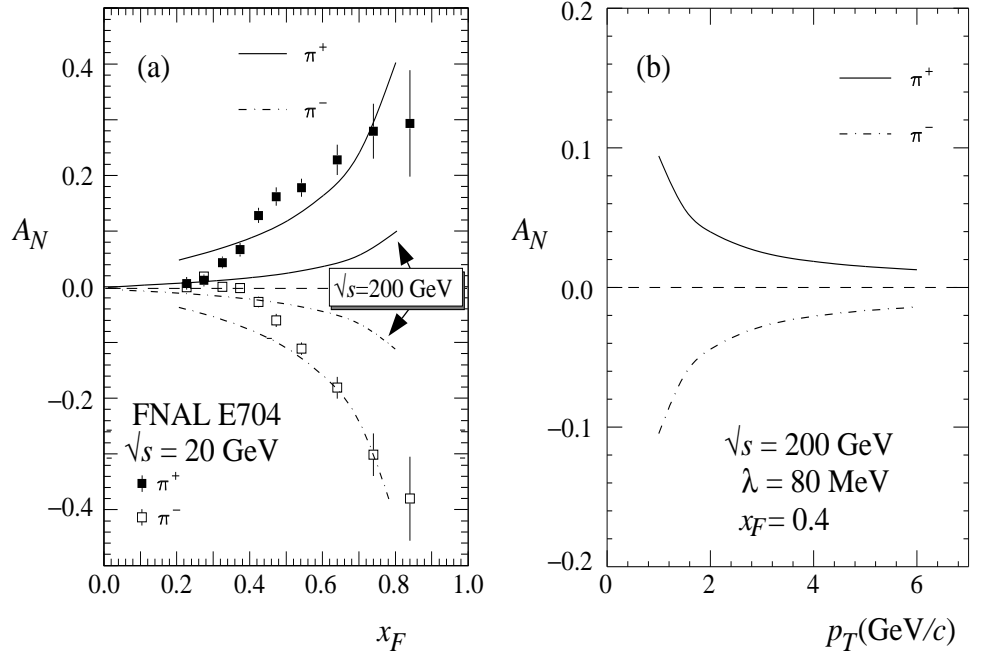 (a)
π⁺
π⁻
0.4
0.2
A_N
0.0
−0.2
−0.4
√s=200 GeV
FNAL E704
√s = 20 GeV
π⁺
π⁻
0.0 0.2 0.4 0.6 0.8 1.0
x_F
(b)
π⁺
π⁻
0.2
0.1
A_N
0.0
−0.1
−0.2
√s = 200 GeV
λ = 80 MeV
x_F = 0.4
0 2 4 6
p_T(GeV/c)